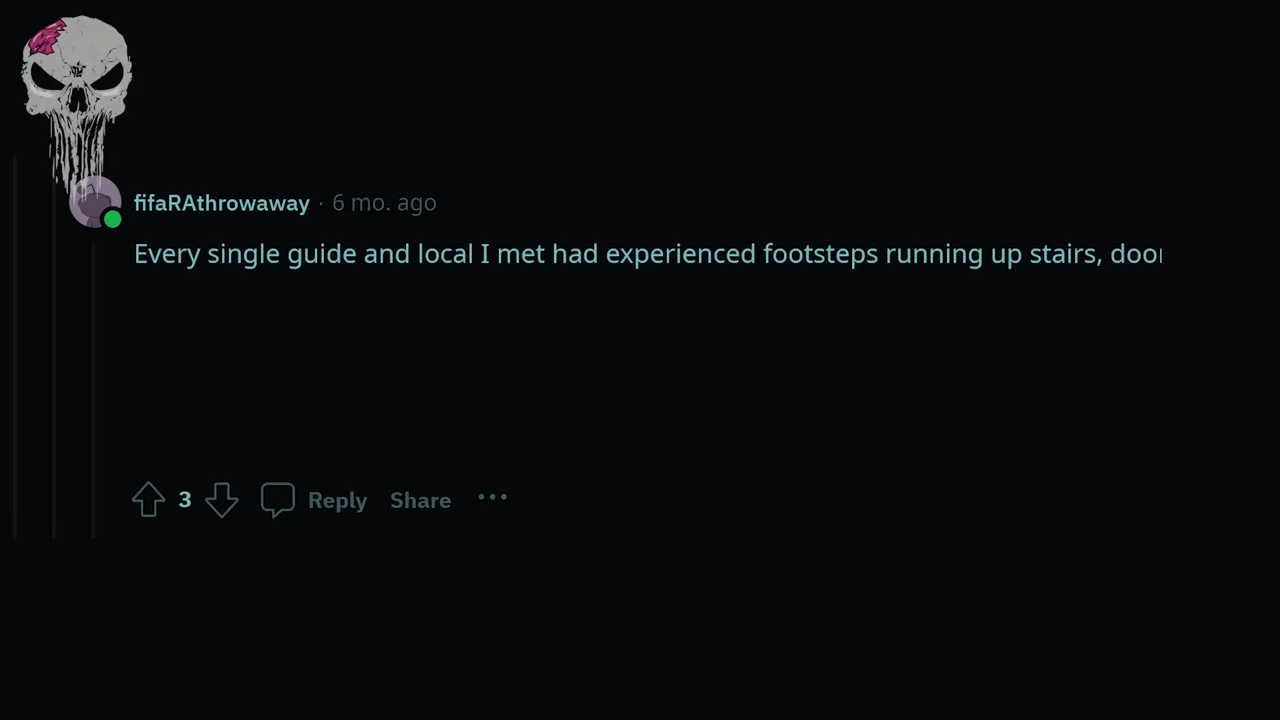 fifaRAthrowaway · 6 mo. ago
Every single guide and local I met had experienced footsteps running up stairs,
3
Reply
Share